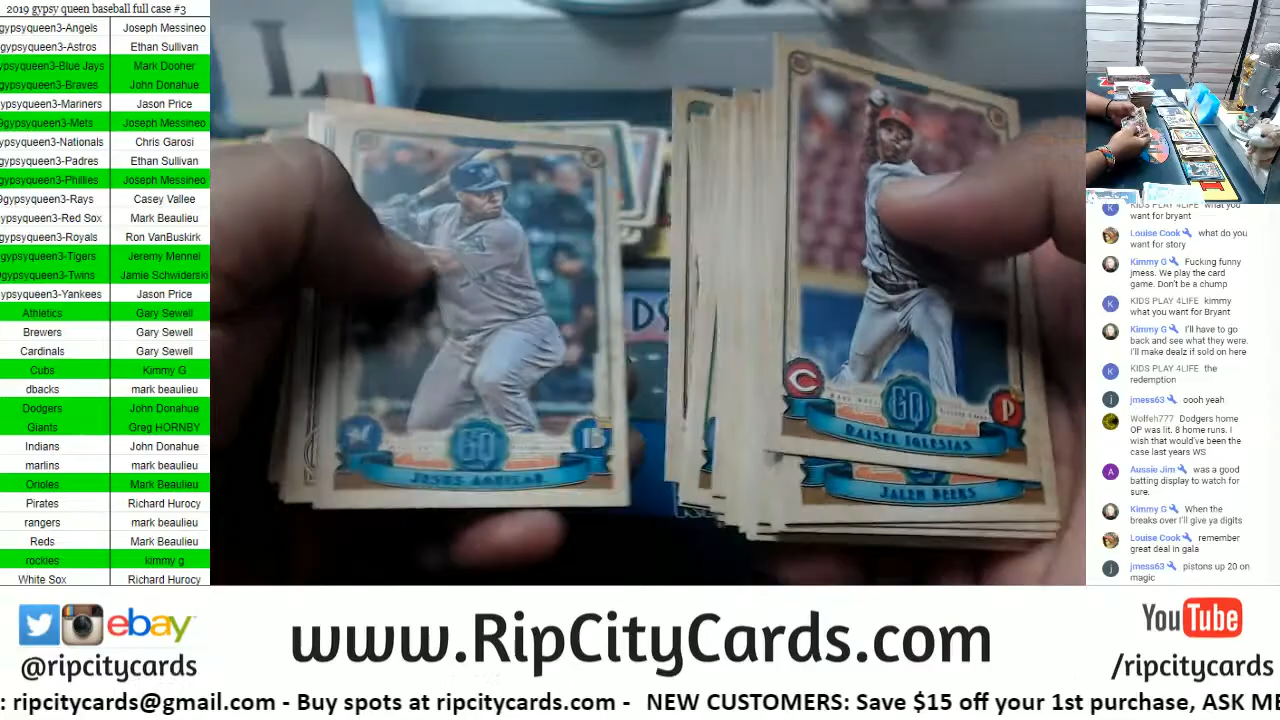 2019 gypsy queen baseball full case #3
gypsyqueen3-Angels Joseph Messineo
gypsyqueen3-Astros Ethan Sullivan
ypsyqueen3-Blue Jays Mark Dooher
gypsyqueen3-Braves John Donahue
ypsyqueen3-Mariners Jason Price
9gypsyqueen3-Mets Joseph Messineo
psyqueen3-Nationals Chris Garosi
gypsyqueen3-Padres Ethan Sullivan
gypsyqueen3-Phillies Joseph Messineo
9gypsyqueen3-Rays Casey Vallee
psyqueen3-Red Sox Mark Beaulieu
gypsyqueen3-Royals Ron VanBuskirk
gypsyqueen3-Tigers Jeremy Mennel
9gypsyqueen3-Twins Jamie Schwiderski
ypsyqueen3-Yankees Jason Price
Athletics Gary Sewell
Brewers Gary Sewell
Cardinals Gary Sewell
Cubs Kimmy G
dbacks mark beaulieu
Dodgers John Donahue
Giants Greg HORNBY
Indians John Donahue
marlins mark beaulieu
Orioles Mark Beaulieu
Pirates Richard Hurocy
rangers mark beaulieu
Reds Mark Beaulieu
rockies kimmy g
White Sox Richard Hurocy
GQ
JESUS AGUILAR
1B
GQ
RAISEL IGLESIAS
P
JALEN BEEKS
KIDS PLAY 4LIFE what you
want for bryant
Louise Cook what do you
want for story
Kimmy G Fucking funny
jmess. We play the card
game. Don't be a chump
KIDS PLAY 4LIFE kimmy
what you want for Bryant
Kimmy G I'll have to go
back and see what they were.
I'll make dealz if sold on here
KIDS PLAY 4LIFE the
redemption
jmess63 oooh yeah
Wolfeh777 Dodgers home
OP was lit. 8 home runs. I
wish that would've been the
case last years WS
Aussie Jim was a good
batting display to watch for
sure.
Kimmy G When the
breaks over I'll give ya digits
Louise Cook remember
great deal in gala
jmess63 pistons up 20 on
magic
ebay
@ripcitycards
www.RipCityCards.com
YouTube
/ripcitycards
: ripcitycards@gmail.com - Buy spots at ripcitycards.com - NEW CUSTOMERS: Save $15 off your 1st purchase, ASK ME